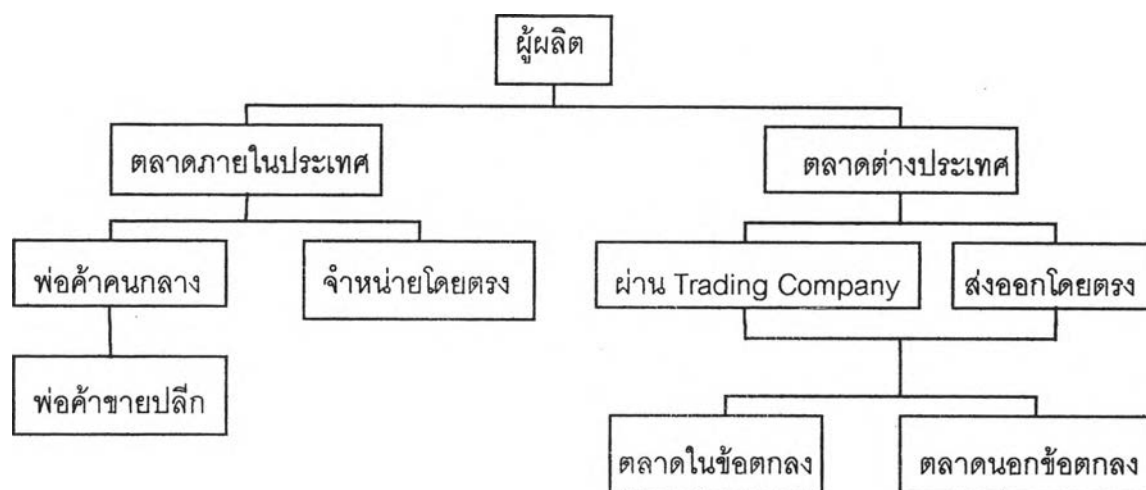 ผู้ผลิต
ตลาดภายในประเทศ
ตลาดต่างประเทศ
พ่อค้าคนกลาง
จำหน่ายโดยตรง
ผ่าน Trading Company
ส่งออกโดยตรง
พ่อค้าขายปลีก
ตลาดในข้อตกลง
ตลาดนอกข้อตกลง